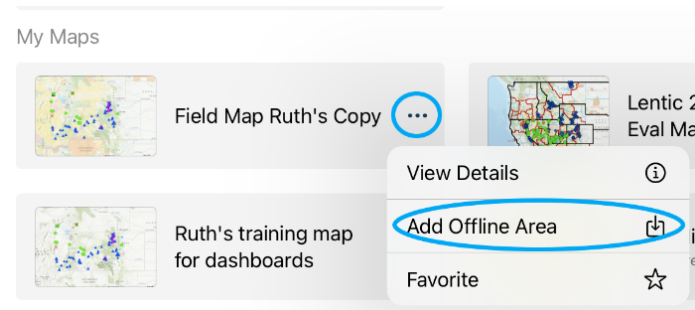 My Maps
Field Map Ruth's Copy
Lentic 2
Eval Ma
View Details
Add Offline Area
Ruth's training map
for dashboards
Favorite